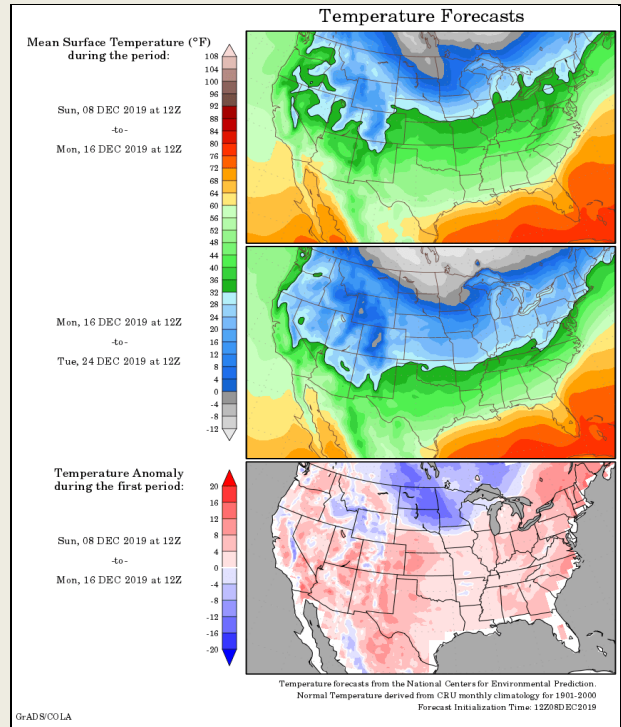 Temperature Forecasts
Mean Surface Temperature (°F)
during the period:
Sun, 08 DEC 2019 at 12Z
-to-
Mon, 16 DEC 2019 at 12Z
108
104
100
96
92
88
84
80
76
72
68
64
60
56
52
48
44
40
36
32
28
24
20
16
12
8
4
0
-4
-8
-12
Mon, 16 DEC 2019 at 12Z
-to-
Tue, 24 DEC 2019 at 12Z
Temperature Anomaly
during the first period:
Sun, 08 DEC 2019 at 12Z
-to-
Mon, 16 DEC 2019 at 12Z
20
16
12
8
4
0
-4
-8
-12
-16
-20
Temperature forecasts from the National Centers for Environmental Prediction.
Normal Temperature derived from CRU monthly climatology for 1901-2000
Forecast Initialization Time: 12Z08DEC2019
GrADS/COLA